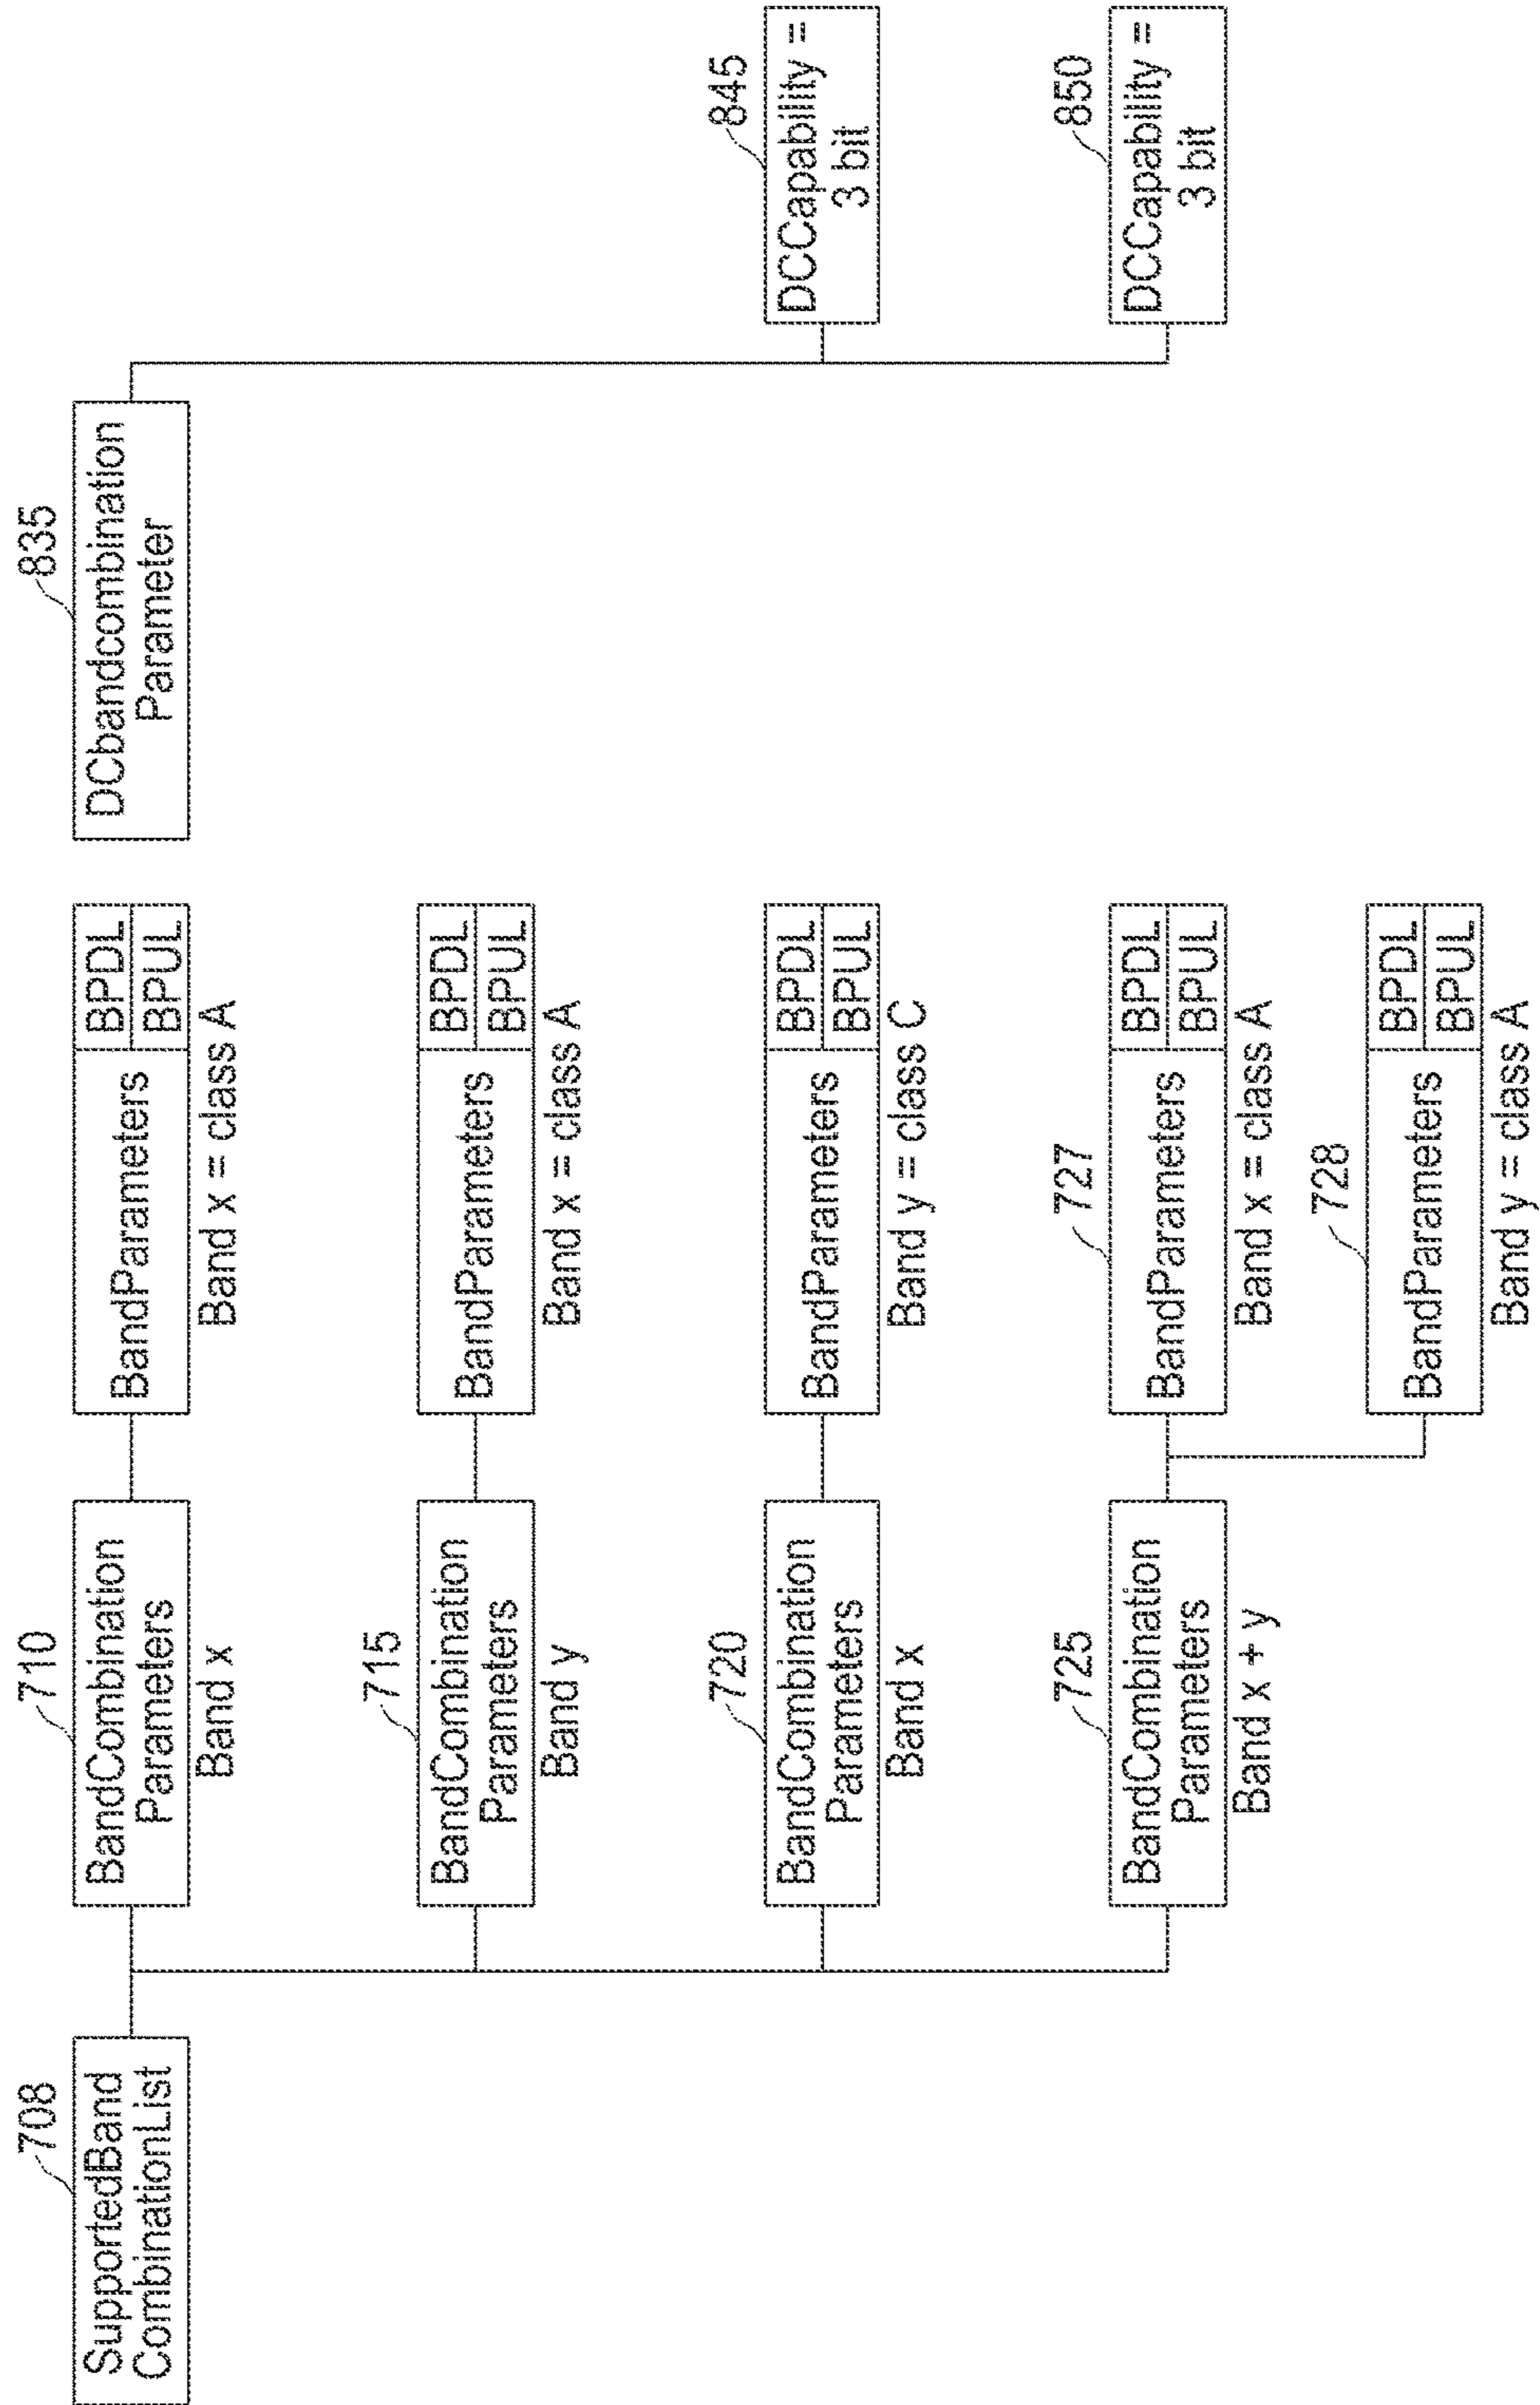 708
SupportedBand
CombinationList
710
BandCombination
Parameters
Band x
BandParameters
BPDL
BPUL
Band x = class A
835
DCbandcombination
Parameter
715
BandCombination
Parameters
Band y
BandParameters
BPDL
BPUL
Band x = class A
720
BandCombination
Parameters
Band x
BandParameters
BPDL
BPUL
Band y = class C
845
DCCapability =
3 bit
725
BandCombination
Parameters
Band x + y
727
BandParameters
BPDL
BPUL
Band x = class A
850
DCCapability =
3 bit
728
BandParameters
BPDL
BPUL
Band y = class A